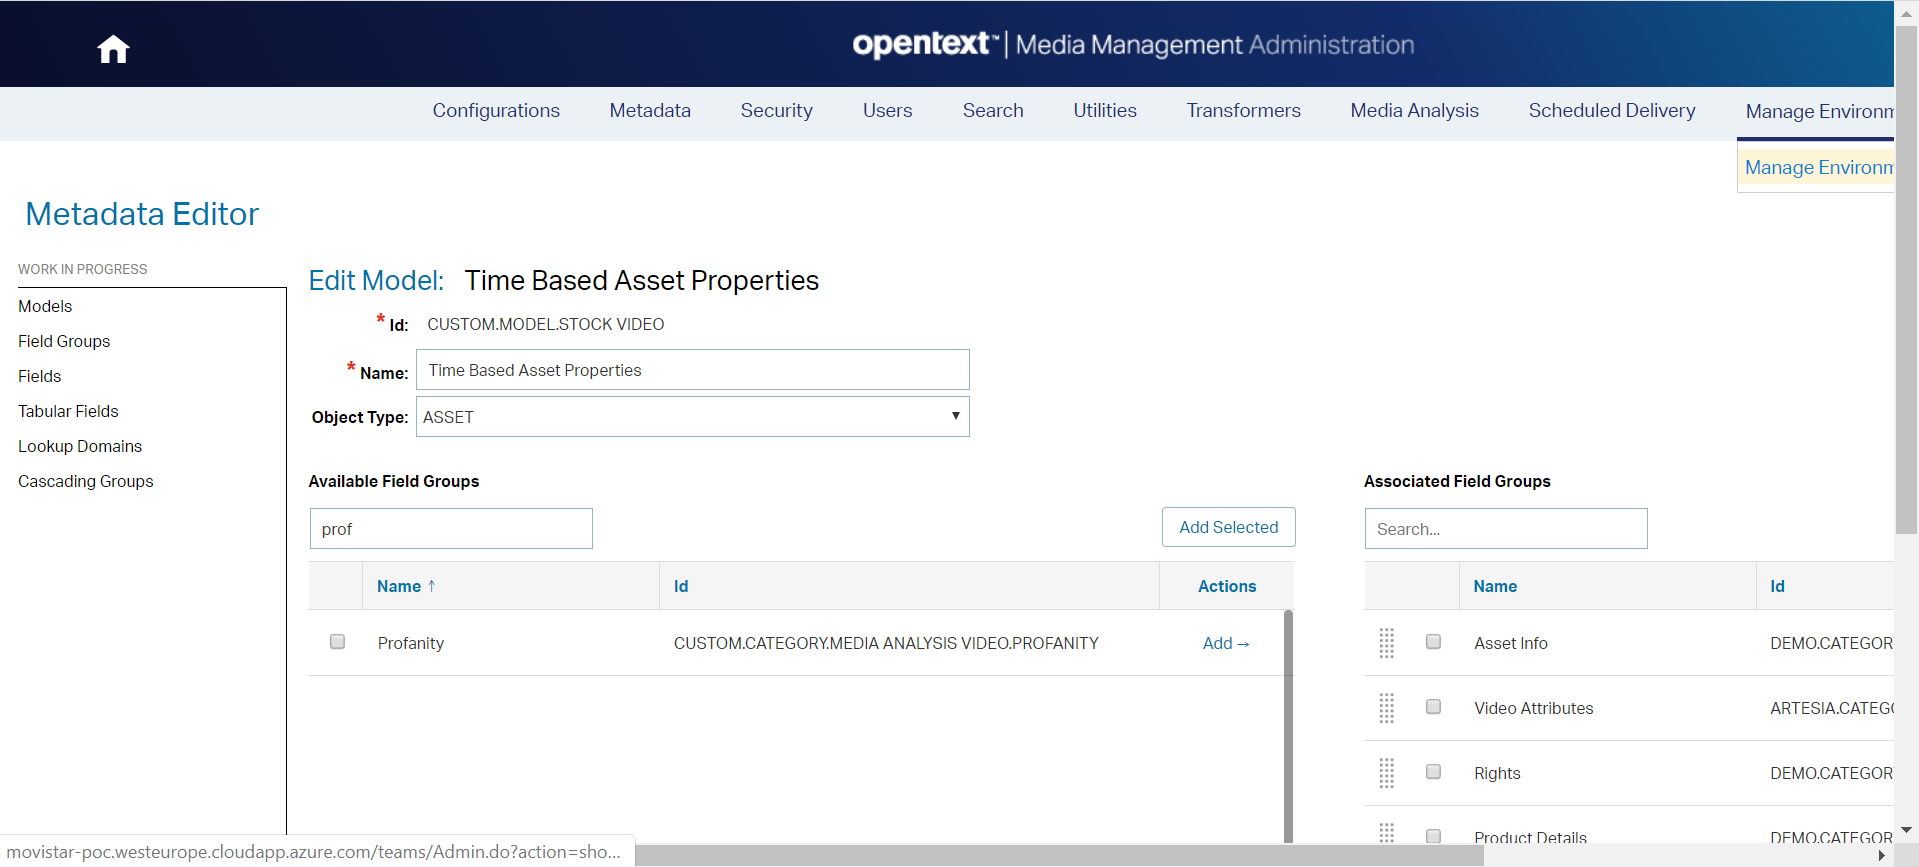 opentext™ | Media Management Administration
Configurations Metadata Security Users Search Utilities Transformers Media Analysis Scheduled Delivery Manage Environm
Manage Environm
Metadata Editor
WORK IN PROGRESS
Models
Field Groups
Fields
Tabular Fields
Lookup Domains
Cascading Groups
Edit Model: Time Based Asset Properties
* Id: CUSTOM.MODEL.STOCK VIDEO
* Name: Time Based Asset Properties
Object Type: ASSET
Available Field Groups
prof
Add Selected
Name ↑ Id Actions
Profanity CUSTOM.CATEGORY.MEDIA ANALYSIS VIDEO.PROFANITY Add →
Associated Field Groups
Search...
Name Id
Asset Info DEMO.CATEGOR
Video Attributes ARTESIA.CATEG
Rights DEMO.CATEGOR
Product Details DEMO.CATEGOR
movistar-poc.westeurope.cloudapp.azure.com/teams/Admin.do?action=sho...